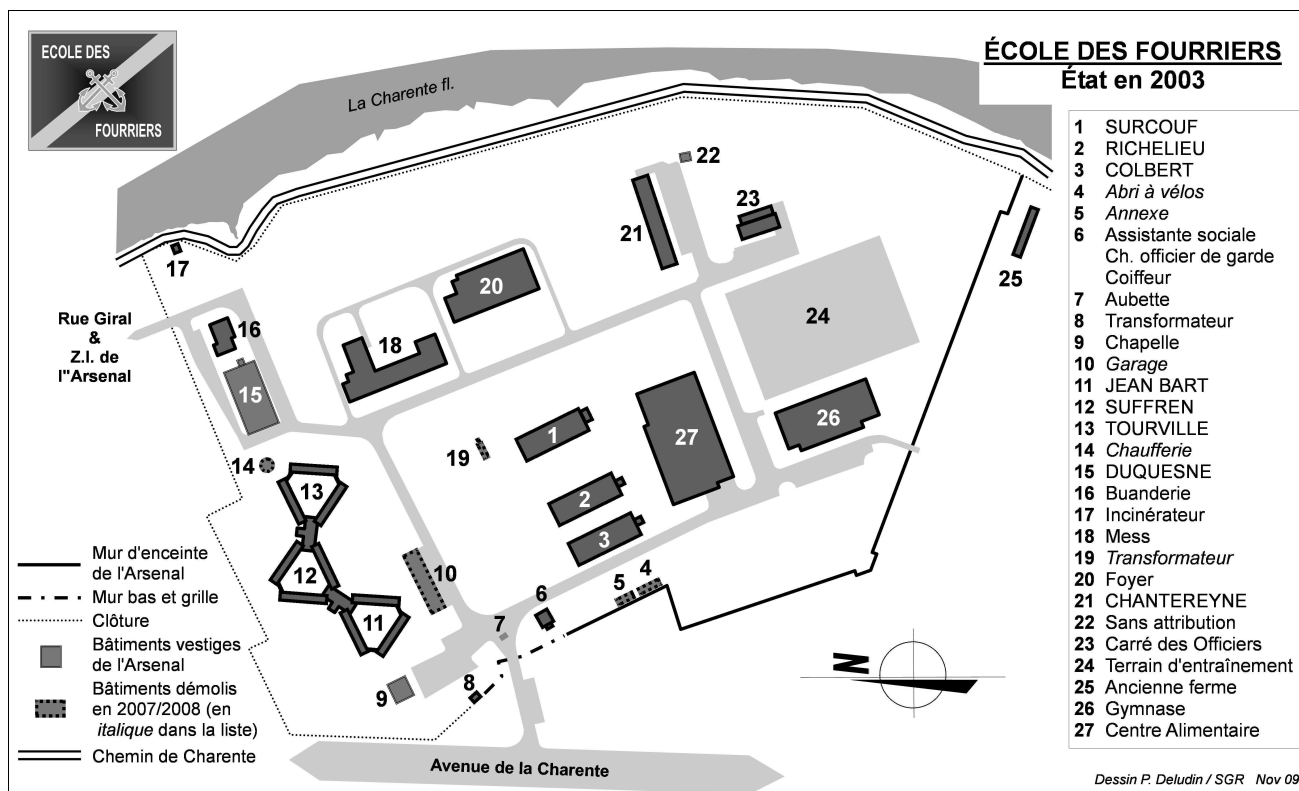 ECOLE DES
FOURRIERS
La Charente fl.
ÉCOLE DES FOURRIERS
État en 2003
1 SURCOUF
2 RICHELIEU
3 COLBERT
4 Abri à vélos
5 Annexe
6 Assistante sociale
Ch. officier de garde
Coiffeur
7 Aubette
8 Transformateur
9 Chapelle
10 Garage
11 JEAN BART
12 SUFFREN
13 TOURVILLE
14 Chaufferie
15 DUQUESNE
16 Buanderie
17 Incinérateur
18 Mess
19 Transformateur
20 Foyer
21 CHANTEREYNE
22 Sans attribution
23 Carré des Officiers
24 Terrain d'entraînement
25 Ancienne ferme
26 Gymnase
27 Centre Alimentaire
22
23
21
25
17
20
24
Rue Giral
&
Z.I. de
l''Arsenal
16
18
15
26
1
27
19
14
13
2
3
12
10
5
4
6
11
7
9
8
Mur d'enceinte
de l'Arsenal
Mur bas et grille
Clôture
Bâtiments vestiges
de l'Arsenal
Bâtiments démolis
en 2007/2008 (en
italique dans la liste)
Chemin de Charente
N
Avenue de la Charente
Dessin P. Deludin / SGR Nov 09